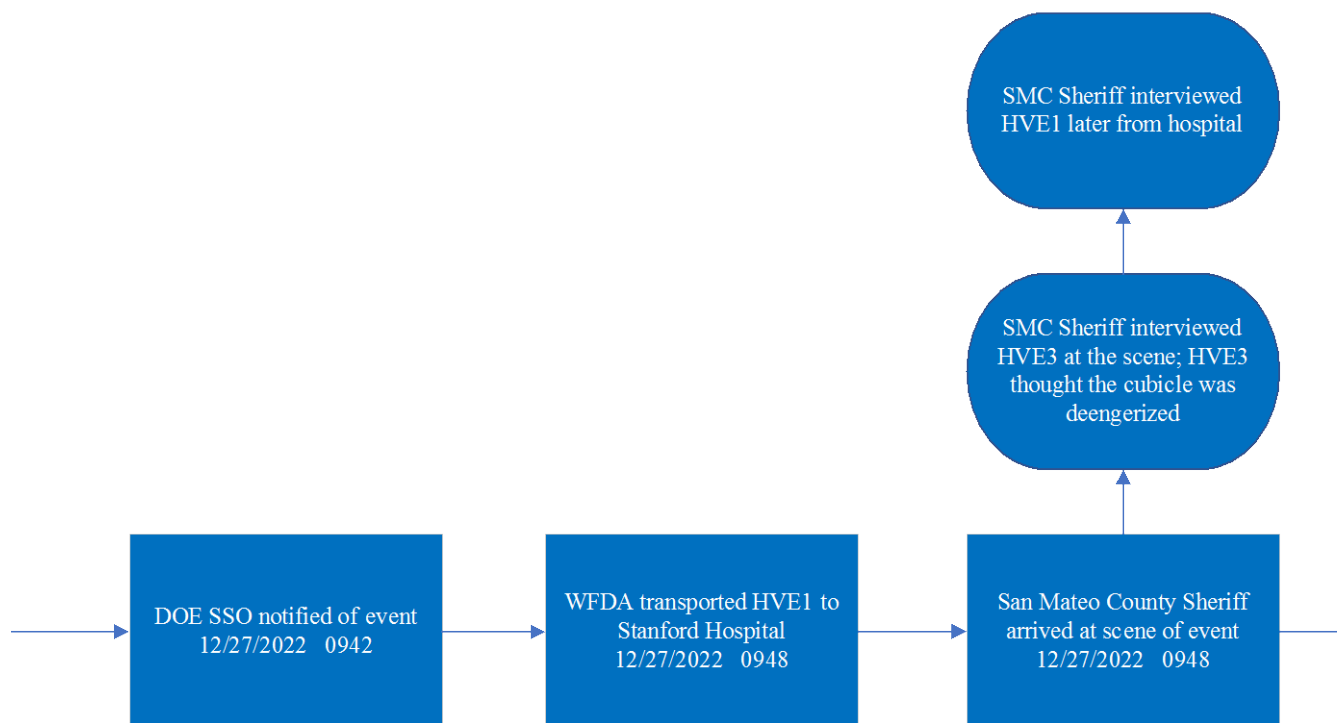 SMC Sheriff interviewed
HVE1 later from hospital
SMC Sheriff interviewed
HVE3 at the scene; HVE3
thought the cubicle was
deengerized
DOE SSO notified of event
12/27/2022   0942
WFDA transported HVE1 to
Stanford Hospital
12/27/2022   0948
San Mateo County Sheriff
arrived at scene of event
12/27/2022   0948